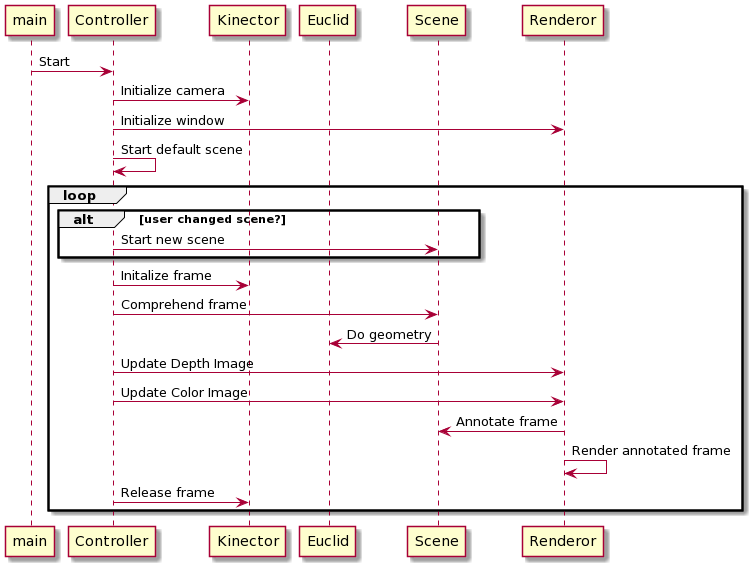 main Controller Kinector Euclid Scene Renderor
Start
Initialize camera
Initialize window
Start default scene
loop
alt [user changed scene?]
Start new scene
Initalize frame
Comprehend frame
Do geometry
Update Depth Image
Update Color Image
Annotate frame
Render annotated frame
Release frame
main Controller Kinector Euclid Scene Renderor